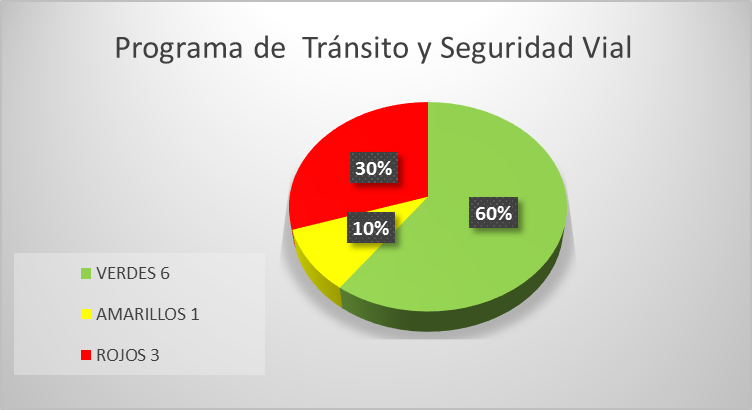 Programa de  Tránsito y Seguridad Vial
30%
60%
10%
VERDES 6
AMARILLOS 1
ROJOS 3